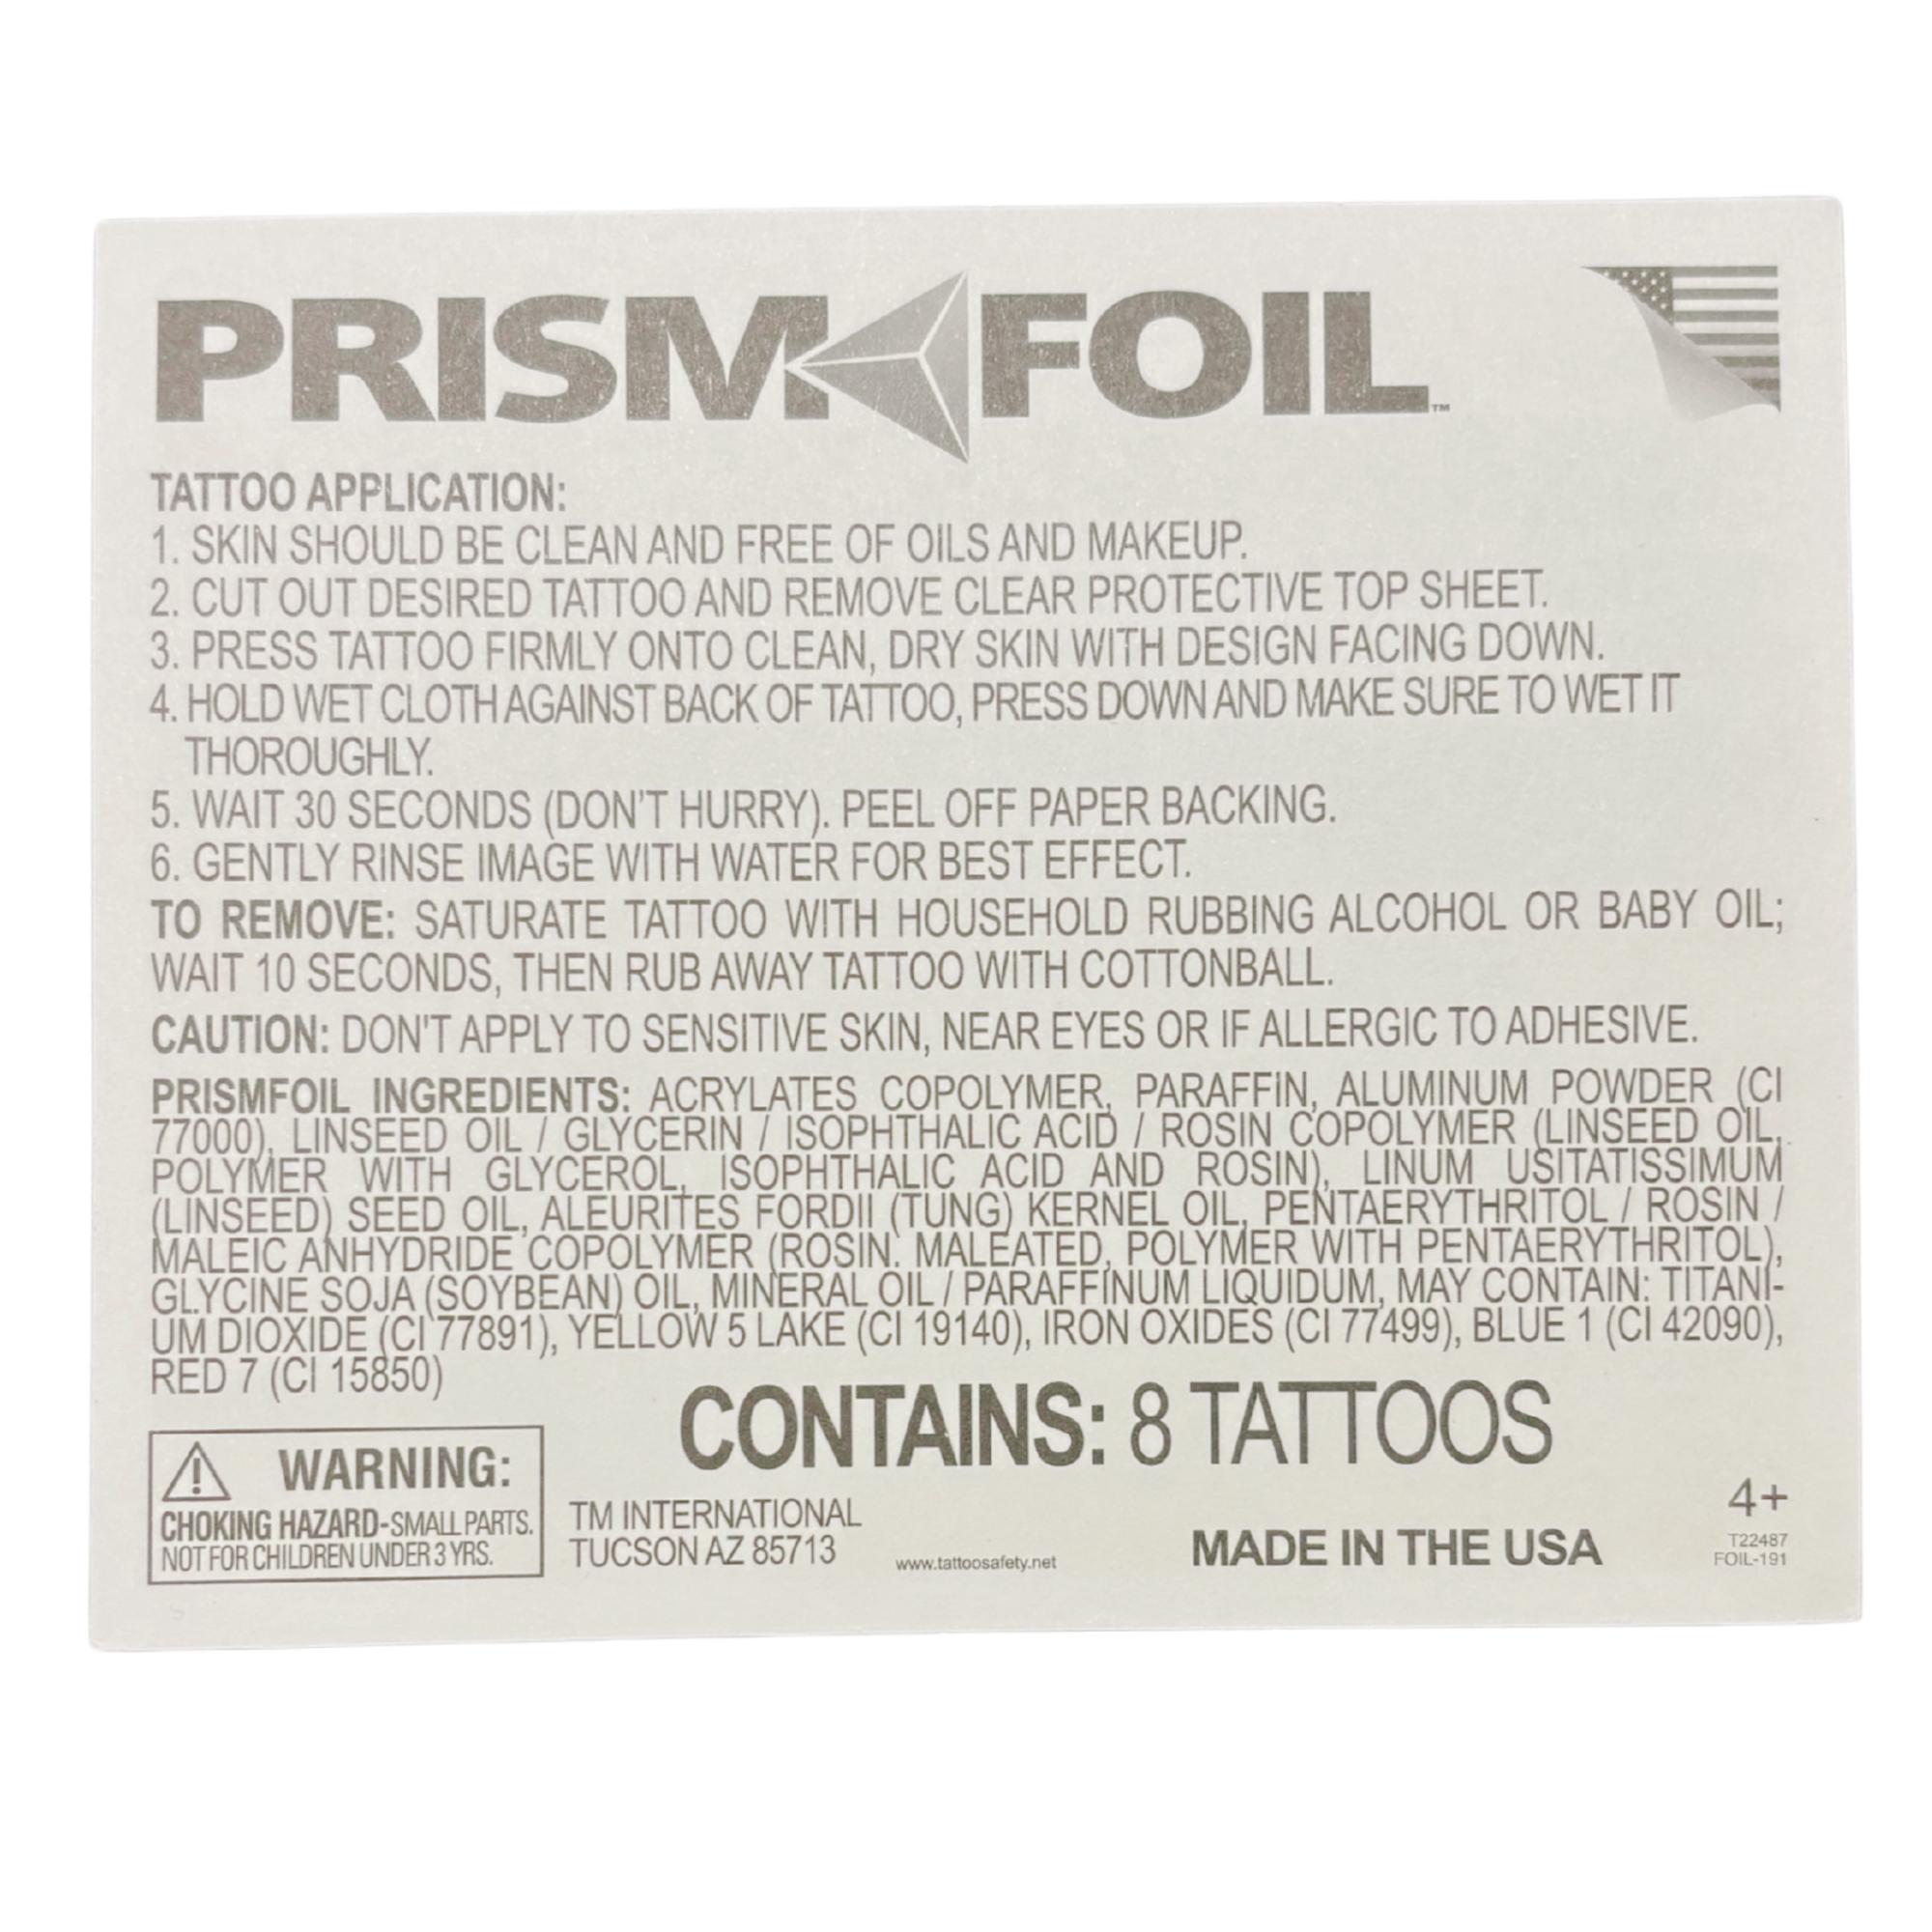 PRISM FOIL™
TATTOO APPLICATION:
1. SKIN SHOULD BE CLEAN AND FREE OF OILS AND MAKEUP.
2. CUT OUT DESIRED TATTOO AND REMOVE CLEAR PROTECTIVE TOP SHEET.
3. PRESS TATTOO FIRMLY ONTO CLEAN, DRY SKIN WITH DESIGN FACING DOWN.
4. HOLD WET CLOTH AGAINST BACK OF TATTOO, PRESS DOWN AND MAKE SURE TO WET IT
THOROUGHLY.
5. WAIT 30 SECONDS (DON'T HURRY). PEEL OFF PAPER BACKING.
6. GENTLY RINSE IMAGE WITH WATER FOR BEST EFFECT.
TO REMOVE: SATURATE TATTOO WITH HOUSEHOLD RUBBING ALCOHOL OR BABY OIL;
WAIT 10 SECONDS, THEN RUB AWAY TATTOO WITH COTTONBALL.
CAUTION: DON'T APPLY TO SENSITIVE SKIN, NEAR EYES OR IF ALLERGIC TO ADHESIVE.
PRISMFOIL INGREDIENTS: ACRYLATES COPOLYMER, PARAFFIN, ALUMINUM POWDER (CI
77000), LINSEED OIL / GLYCERIN / ISOPHTHALIC ACID / ROSIN COPOLYMER (LINSEED OIL,
POLYMER WITH GLYCEROL, ISOPHTHALIC ACID AND ROSIN), LINUM USITATISSIMUM
(LINSEED) SEED OIL, ALEURITES FORDII (TUNG) KERNEL OIL, PENTAERYTHRITOL / ROSIN /
MALEIC ANHYDRIDE COPOLYMER (ROSIN. MALEATED, POLYMER WITH PENTAERYTHRITOL),
GLYCINE SOJA (SOYBEAN) OIL, MINERAL OIL / PARAFFINUM LIQUIDUM, MAY CONTAIN: TITANI-
UM DIOXIDE (CI 77891), YELLOW 5 LAKE (CI 19140), IRON OXIDES (CI 77499), BLUE 1 (CI 42090),
RED 7 (CI 15850)
CONTAINS: 8 TATTOOS
WARNING:
CHOKING HAZARD-SMALL PARTS.
NOT FOR CHILDREN UNDER 3 YRS.
TM INTERNATIONAL
TUCSON AZ 85713
www.tattoosafety.net
MADE IN THE USA
4+
T22487
FOIL-191